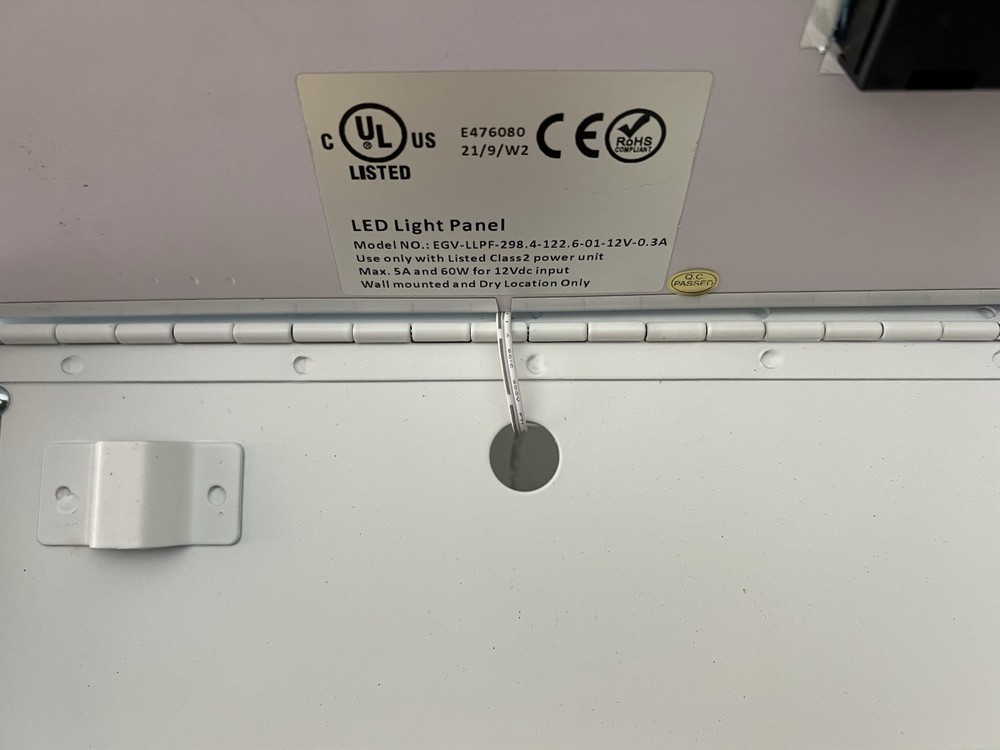 C UL US
LISTED
E476080
21/9/W2
CE
RoHS
COMPLIANT
LED Light Panel
Model NO.: EGV-LLPF-298.4-122.6-01-12V-0.3A
Use only with Listed Class2 power unit
Max. 5A and 60W for 12Vdc input
Wall mounted and Dry Location Only
Q.C.
PASSED